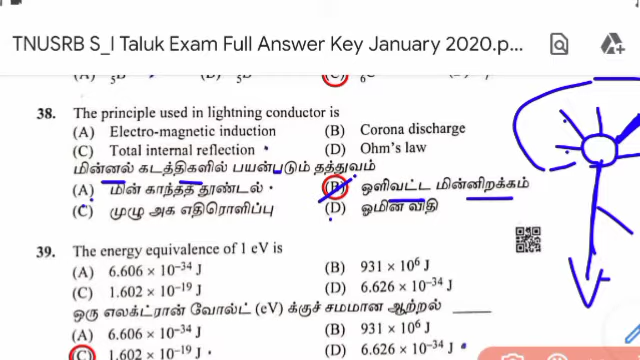 TNUSRB S_I Taluk Exam Full Answer Key January 2020.p...
38. The principle used in lightning conductor is
(A) Electro-magnetic induction (B) Corona discharge
(C) Total internal reflection (D) Ohm's law
மின்னல் கடத்திகளில் பயன்படும் தத்துவம்
(A) மின் காந்தத் தூண்டல் (B) ஒளிவட்ட மின்னிறக்கம்
(C) முழு அக எதிரொளிப்பு (D) ஓமின் விதி
39. The energy equivalence of 1 eV is
(A) 6.606 × 10⁻³⁴ J (B) 931 × 10⁶ J
(C) 1.602 × 10⁻¹⁹ J (D) 6.626 × 10⁻³⁴ J
ஒரு எலக்ட்ரான் வோல்ட் (eV) க்குச் சமமான ஆற்றல் ______
(A) 6.606 × 10⁻³⁴ J (B) 931 × 10⁶ J
(C) 1.602 × 10⁻¹⁹ J (D) 6.626 × 10⁻³⁴ J